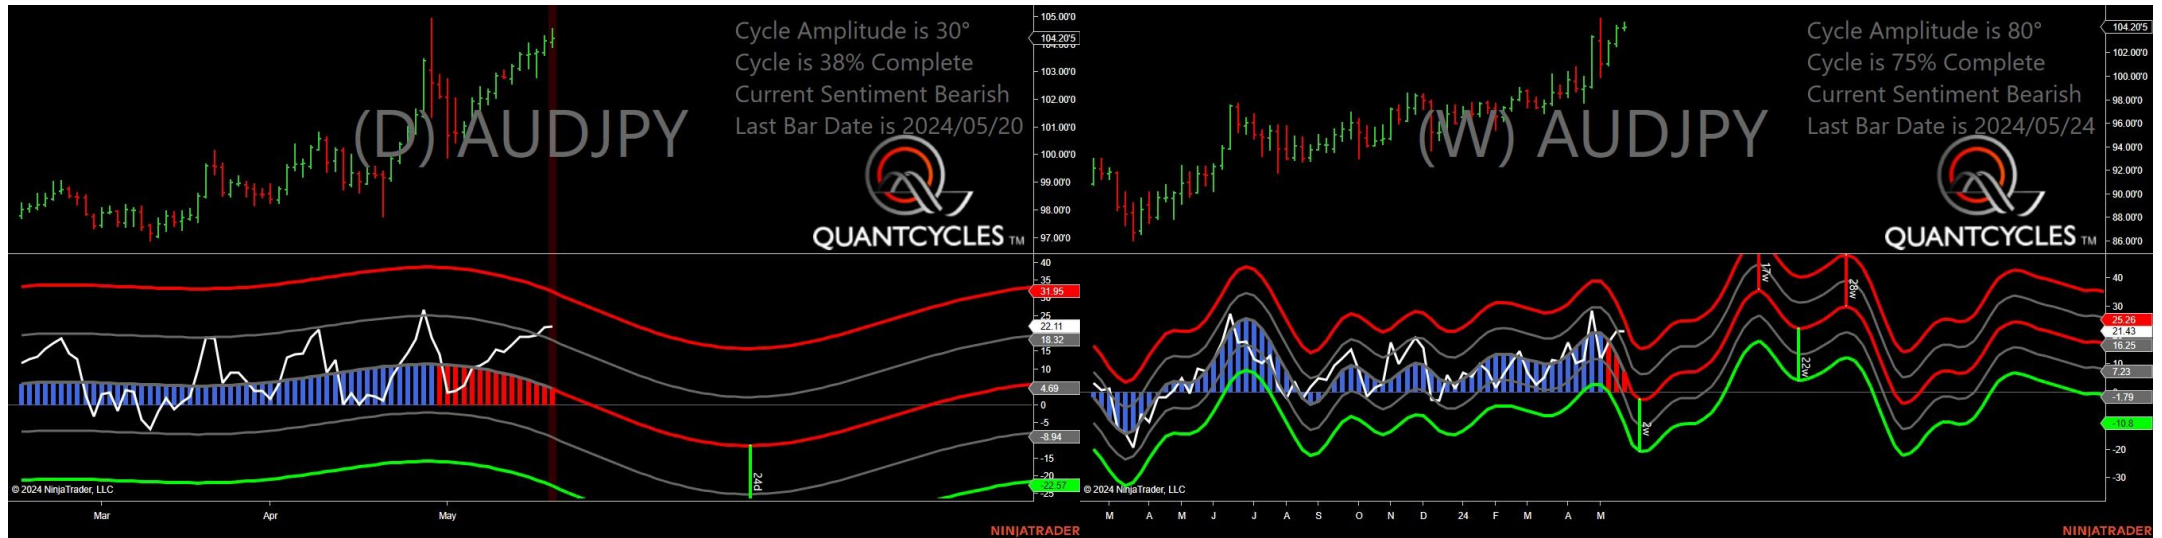 Cycle Amplitude is 30°
Cycle is 38% Complete
Current Sentiment Bearish
Last Bar Date is 2024/05/20
(D) AUDJPY
QUANTCYCLES TM
105.00'0
104.20'5
103.00'0
102.00'0
101.00'0
100.00'0
99.00'0
98.00'0
97.00'0
40
35
31.95
25
22.11
18.32
15
10
4.69
0
-5
-8.94
-15
-20
-22.57
-25
24d
© 2024 NinjaTrader, LLC
Mar Apr May
NINJATRADER
Cycle Amplitude is 80°
Cycle is 75% Complete
Current Sentiment Bearish
Last Bar Date is 2024/05/24
(W) AUDJPY
QUANTCYCLES TM
104.20'5
102.00'0
100.00'0
98.00'0
96.00'0
94.00'0
92.00'0
90.00'0
88.00'0
86.00'0
17w
28w
22w
2w
40
30
25.26
21.43
16.25
10
7.23
-1.79
-10.8
-20
-30
© 2024 NinjaTrader, LLC
M A M J J A S O N D 24 F M A M
NINJATRADER